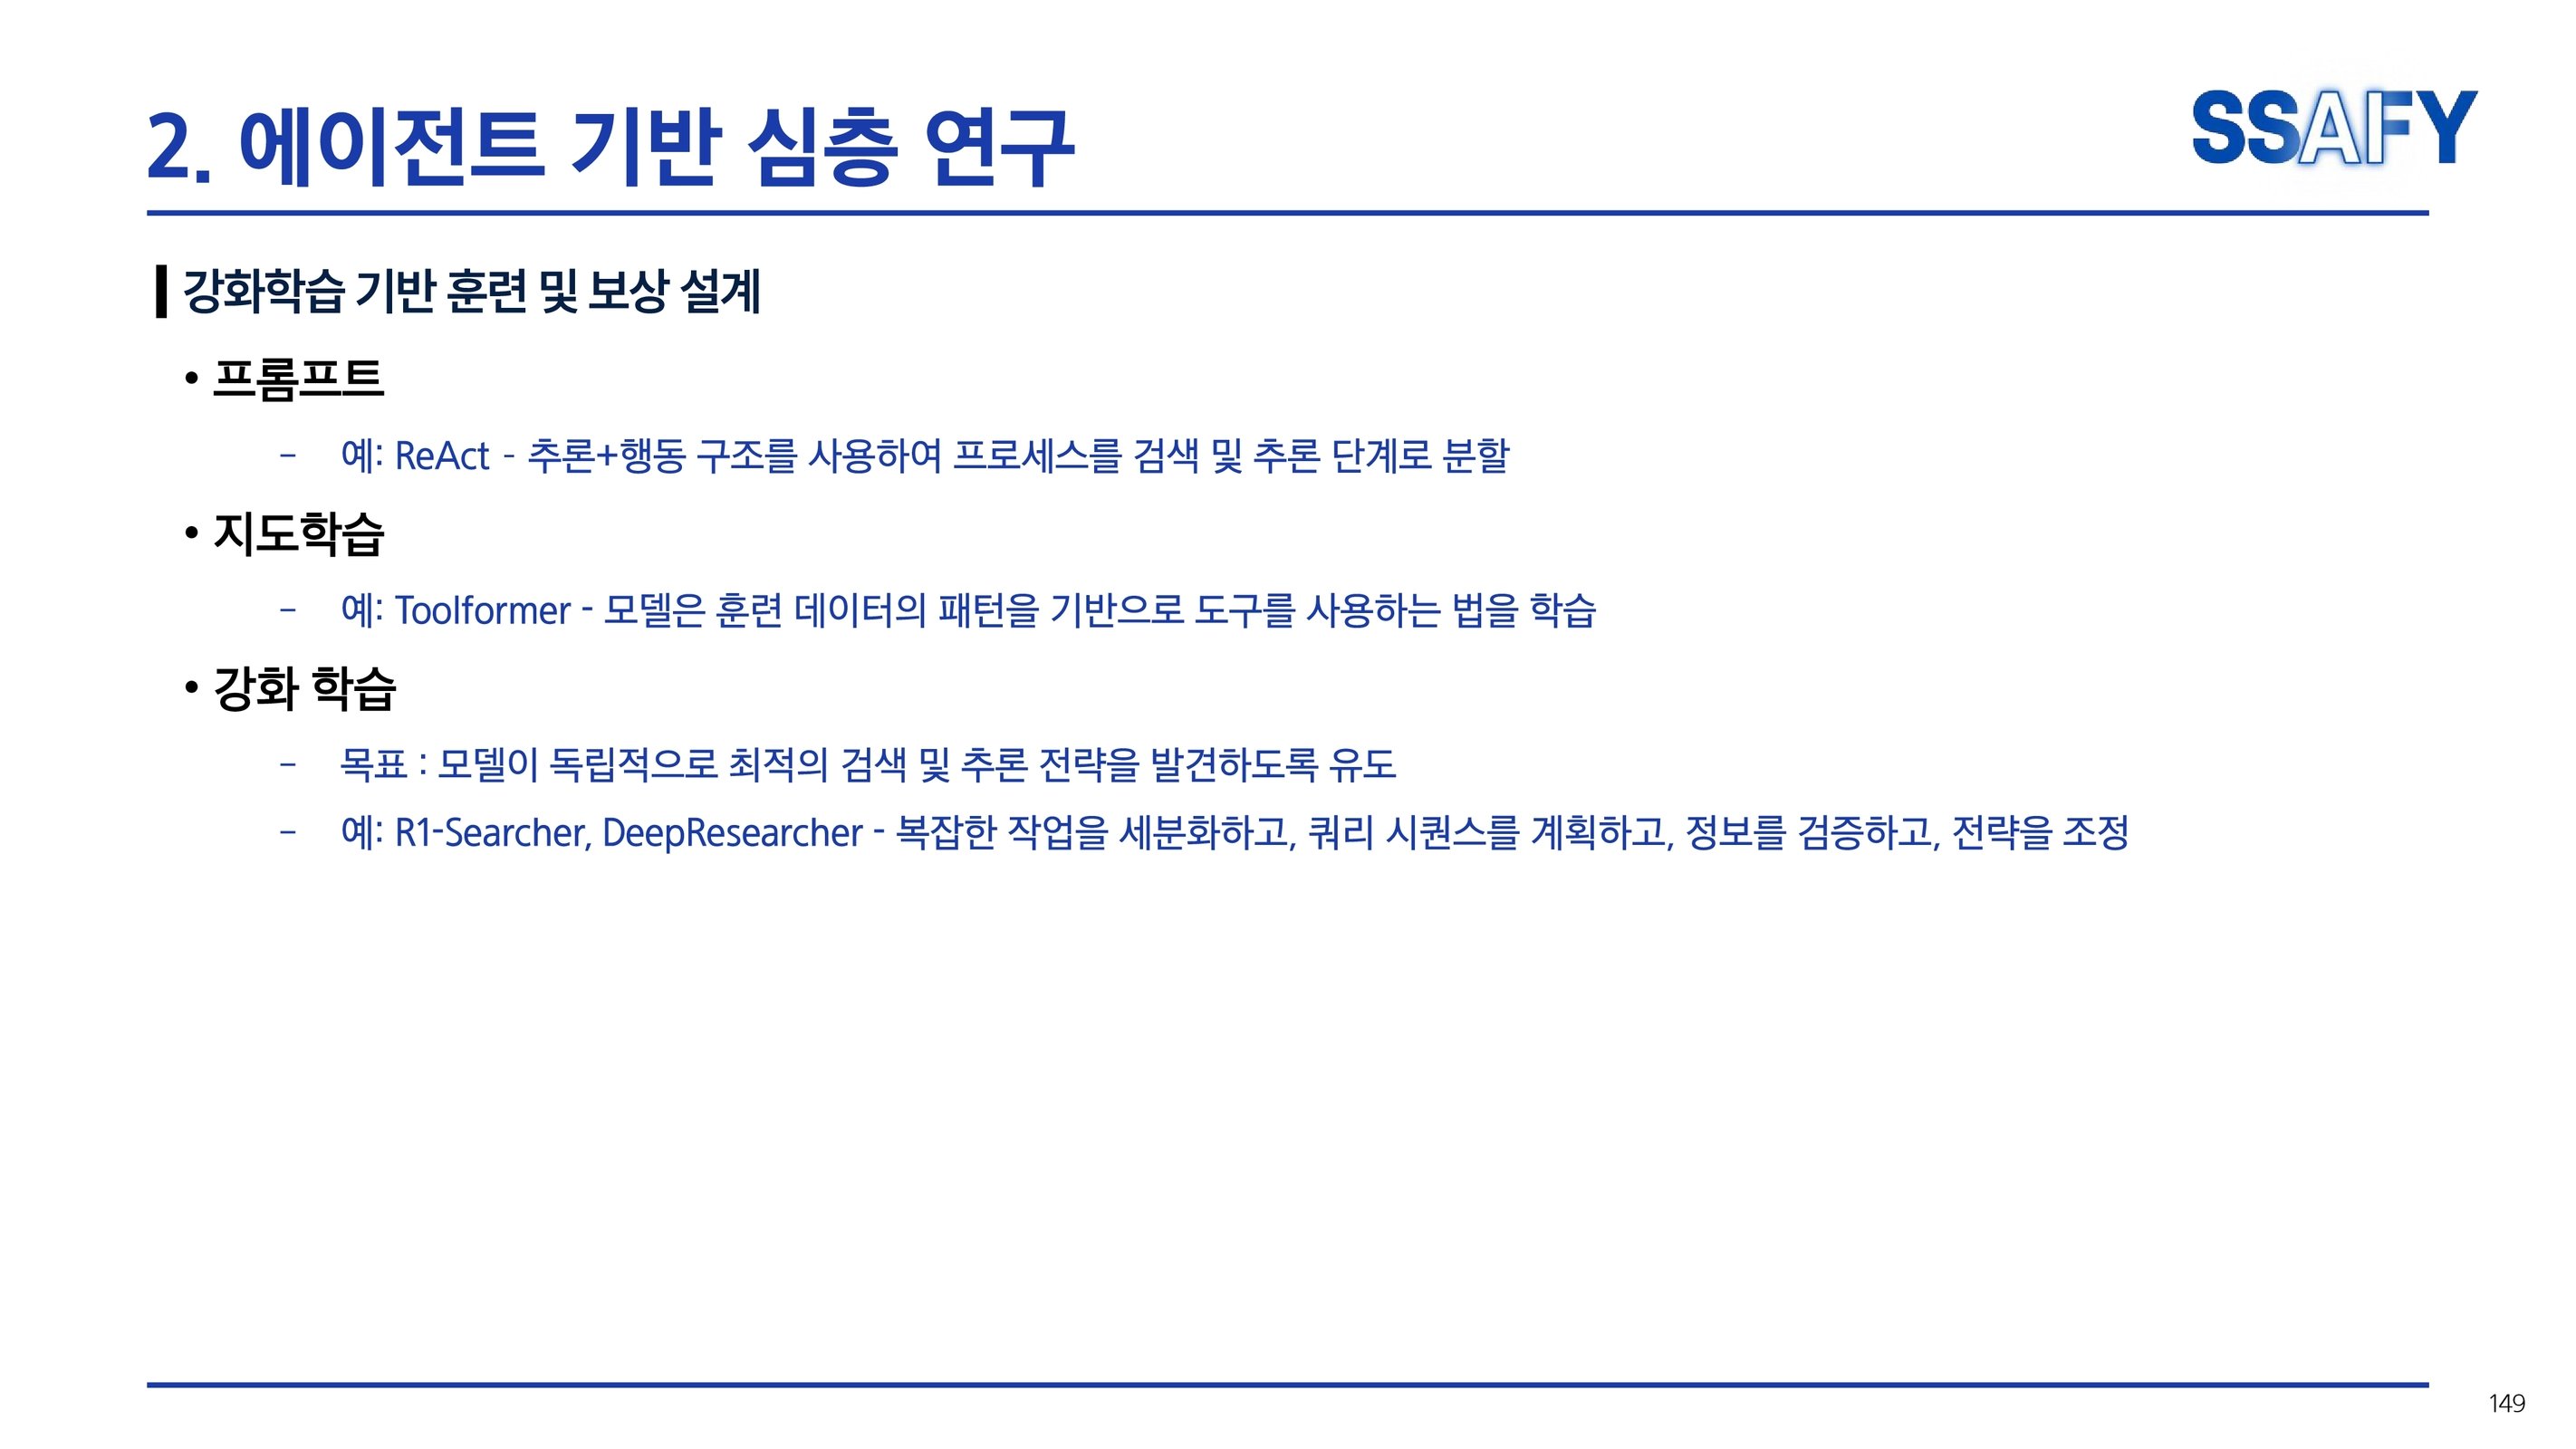 2. 에이전트 기반 심층 연구
SSAFY
강화학습 기반 훈련 및 보상 설계
• 프롬프트
– 예: ReAct - 추론+행동 구조를 사용하여 프로세스를 검색 및 추론 단계로 분할
• 지도학습
– 예: Toolformer - 모델은 훈련 데이터의 패턴을 기반으로 도구를 사용하는 법을 학습
• 강화 학습
– 목표 : 모델이 독립적으로 최적의 검색 및 추론 전략을 발견하도록 유도
– 예: R1-Searcher, DeepResearcher - 복잡한 작업을 세분화하고, 쿼리 시퀀스를 계획하고, 정보를 검증하고, 전략을 조정
149